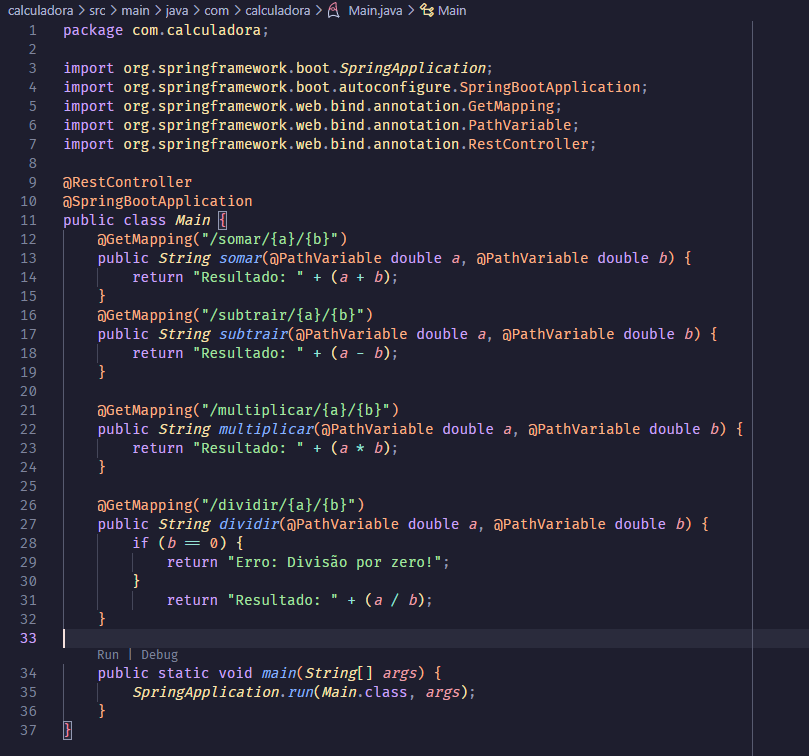 calculadora > src > main > java > com > calculadora > Main.java > Main
1 package com.calculadora;
2
3 import org.springframework.boot.SpringApplication;
4 import org.springframework.boot.autoconfigure.SpringBootApplication;
5 import org.springframework.web.bind.annotation.GetMapping;
6 import org.springframework.web.bind.annotation.PathVariable;
7 import org.springframework.web.bind.annotation.RestController;
8
9 @RestController
10 @SpringBootApplication
11 public class Main {
12     @GetMapping("/somar/{a}/{b}")
13     public String somar(@PathVariable double a, @PathVariable double b) {
14         return "Resultado: " + (a + b);
15     }
16     @GetMapping("/subtrair/{a}/{b}")
17     public String subtrair(@PathVariable double a, @PathVariable double b) {
18         return "Resultado: " + (a - b);
19     }
20
21     @GetMapping("/multiplicar/{a}/{b}")
22     public String multiplicar(@PathVariable double a, @PathVariable double b) {
23         return "Resultado: " + (a * b);
24     }
25
26     @GetMapping("/dividir/{a}/{b}")
27     public String dividir(@PathVariable double a, @PathVariable double b) {
28         if (b == 0) {
29             return "Erro: Divisão por zero!";
30         }
31             return "Resultado: " + (a / b);
32     }
33
Run | Debug
34     public static void main(String[] args) {
35         SpringApplication.run(Main.class, args);
36     }
37 }